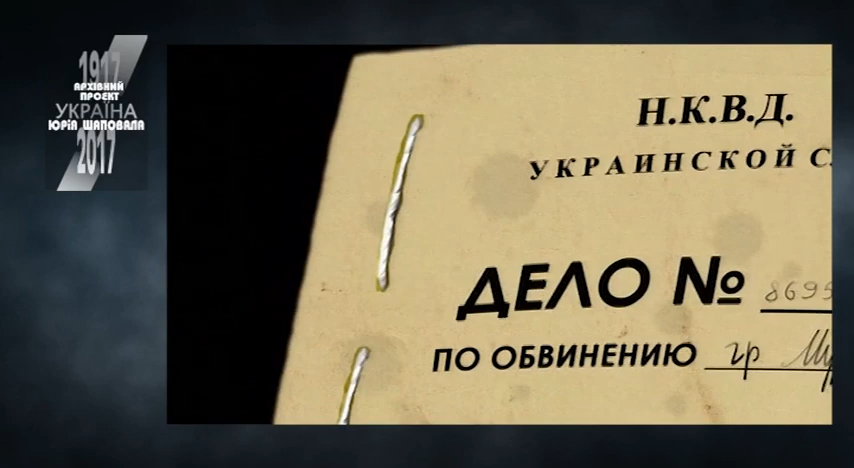 1917
АРХІВНИЙ
ПРОЕКТ
УКРАЇНА
ЮРІЯ ШАПОВАЛА
2017
Н.К.В.Д.
УКРАИНСКОЙ С
ДЕЛО № 8695
ПО ОБВИНЕНИЮ гр